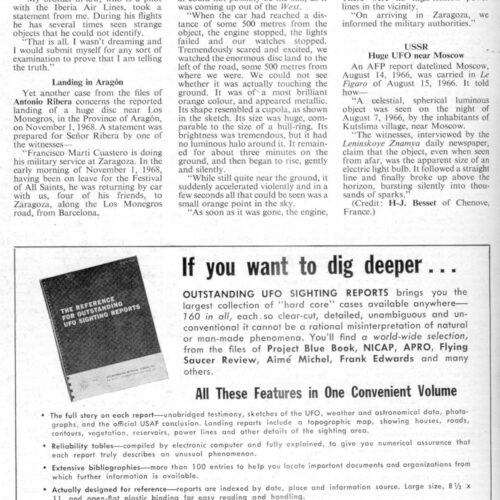 with the Iberia Air Lines, took a
statement from me. During his flights
he has several times seen strange
objects that he could not identify.
"That is all. I wasn't dreaming and
I would submit myself for any sort of
examination to prove that I am telling
the truth."
Landing in Aragón
Yet another case from the files of
Antonio Ribera concerns the reported
landing of a huge disc near Los
Monegros, in the Province of Aragón,
on November 1, 1968. A statement was
prepared for Señor Ribera by one of
the witnesses—
"Francisco Marti Cuastero is doing
his military service at Zaragoza. In the
early morning of November 1, 1968,
having been on leave for the Festival
of All Saints, he was returning by car
with us, four of his friends, to
Zaragoza, along the Los Monegros
road, from Barcelona.
was coming up out of the West.
"When the car had reached a dis-
tance of some 500 metres from the
object, the engine stopped, the lights
failed and our watches stopped.
Tremendously scared and excited, we
watched the enormous disc land to the
left of the road, some 500 metres from
where we were. We could not see
whether it was actually touching the
ground. It was of a most brilliant
orange colour, and appeared metallic.
Its shape resembled a cupola, as shown
in the sketch. Its size was huge, com-
parable to the size of a bull-ring. Its
brightness was tremendous, but it had
no luminous halo around it. It remain-
ed for about three minutes on the
ground, and then began to rise, gently
and silently.
"While still quite near the ground, it
suddenly accelerated violently and in a
few seconds all that could be seen was a
small orange point in the sky.
"As soon as it was gone, the engine,
lines in the vicinity.
"On arriving in Zaragoza, we
informed the military authorities."
USSR
Huge UFO near Moscow
An AFP report datelined Moscow,
August 14, 1966, was carried in Le
Figaro of August 15, 1966. It told
how—
"A celestial, spherical luminous
object was seen on the night of
August 7, 1966, by the inhabitants of
Kutslima village, near Moscow.
"The witnesses, interviewed by the
Leninskoye Znamya daily newspaper,
claim that the object, even when seen
from afar, was the apparent size of an
electric light bulb. It followed a straight
line and finally broke up above the
horizon, bursting silently into thousands
of sparks."
(Credit: H-J. Besset of Chenove,
France.)
THE REFERENCE
FOR OUTSTANDING
UFO SIGHTING REPORTS
If you want to dig deeper...
OUTSTANDING UFO SIGHTING REPORTS brings you the
largest collection of "hard core" cases available anywhere—
160 in all, each so clear-cut, detailed, unambiguous and un-
conventional it cannot be a rational misinterpretation of natural
or man-made phenomena. You'll find a world-wide selection,
from the files of Project Blue Book, NICAP, APRO, Flying
Saucer Review, Aimé Michel, Frank Edwards and many
others.
All These Features in One Convenient Volume
• The full story on each report—unabridged testimony, sketches of the UFO, weather and astronomical data, photo-
graphs, and the official USAF conclusion. Landing reports include a topographic map, showing houses, roads,
contours, vegetation, reservoirs, power lines and other details of the sighting area.
• Reliability tables—compiled by electronic computer and fully explained, to give you numerical assurance that
each report truly describes an unusual phenomenon.
• Extensive bibliographies—more than 100 entries to help you locate important documents and organizations
from which further information is available.
• Actually designed for reference—reports are indexed by date, place and information source. Large size, 8½ x
11, and open-flat plastic binding for easy reading and handling.